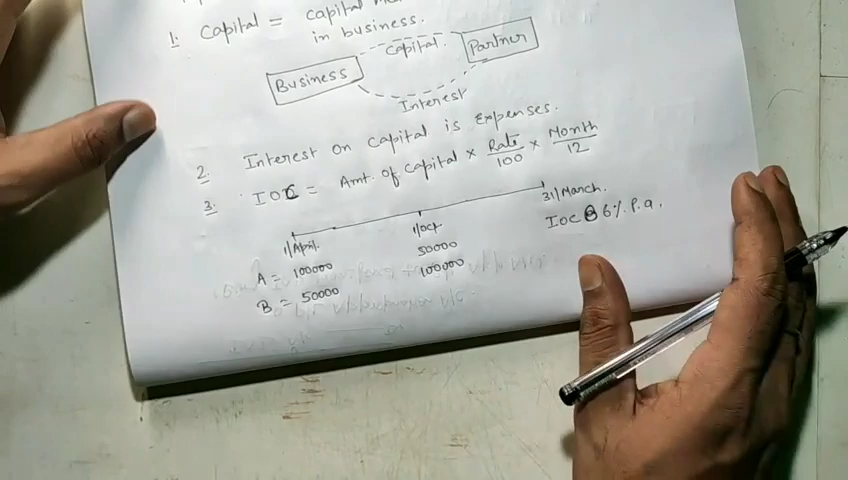 1. Capital = Capital
in business.
Capital.
Partner
Business
Interest
2. Interest on capital is expenses.
3. IOC = Amt. of capital × Rate/100 × Month/12
31 March.
1 April. 1 Oct IOC @ 6% P.a.
A = 100000 50000
B = 50000 100000